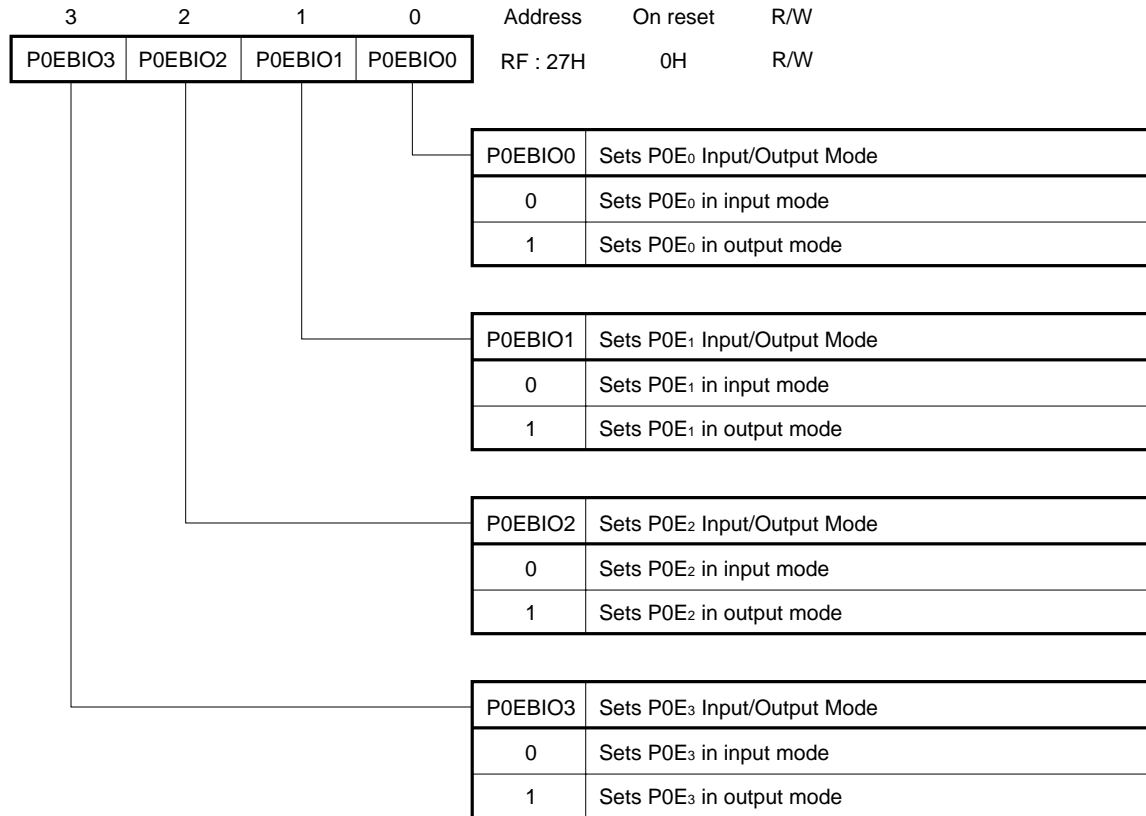 3 2 1 0 Address On reset R/W
P0EBIO3 P0EBIO2 P0EBIO1 P0EBIO0 RF : 27H 0H R/W
P0EBIO0 Sets P0E₀ Input/Output Mode
0 Sets P0E₀ in input mode
1 Sets P0E₀ in output mode
P0EBIO1 Sets P0E₁ Input/Output Mode
0 Sets P0E₁ in input mode
1 Sets P0E₁ in output mode
P0EBIO2 Sets P0E₂ Input/Output Mode
0 Sets P0E₂ in input mode
1 Sets P0E₂ in output mode
P0EBIO3 Sets P0E₃ Input/Output Mode
0 Sets P0E₃ in input mode
1 Sets P0E₃ in output mode